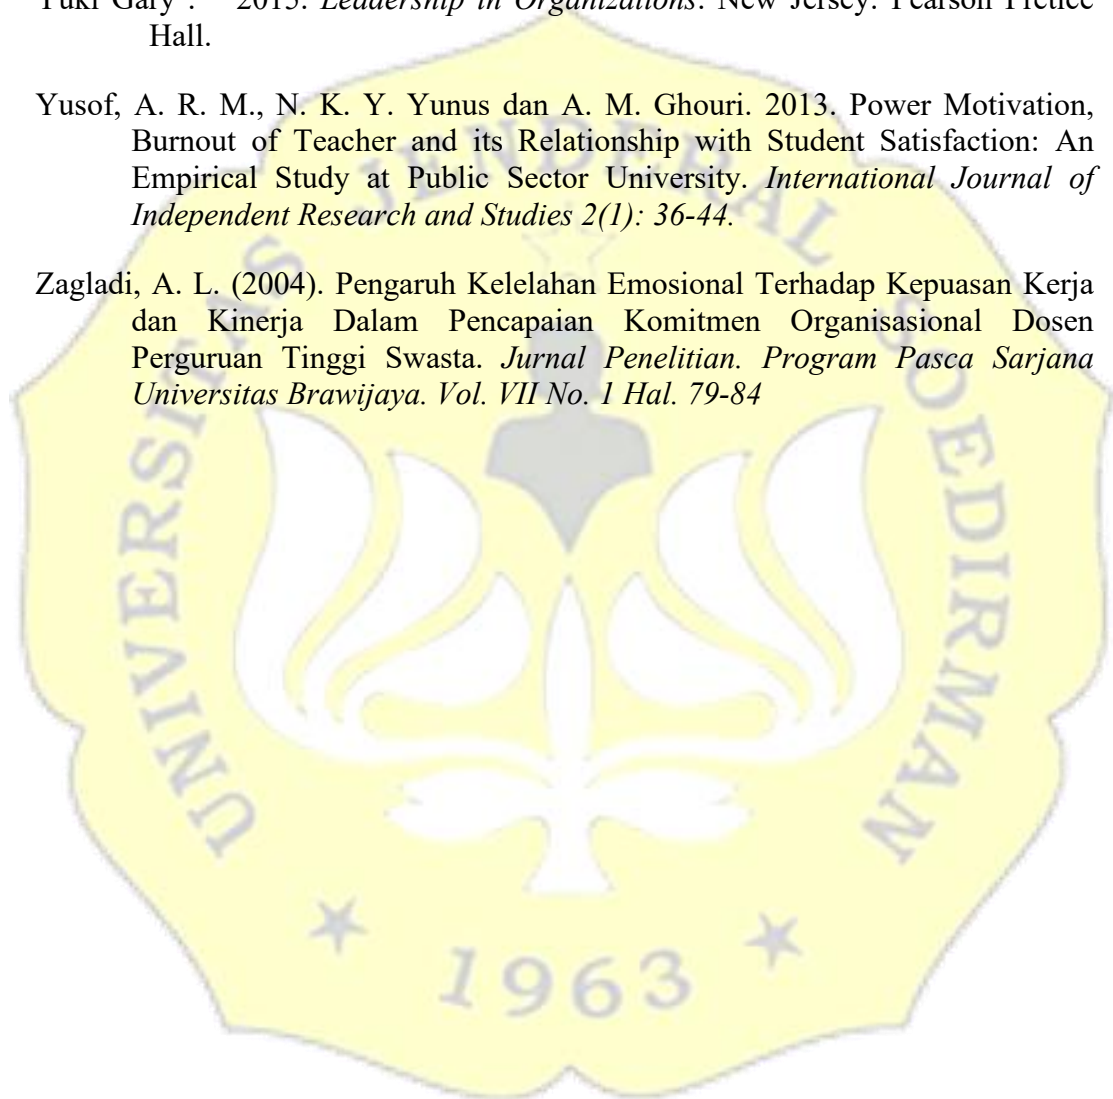 Yukl Gary . 2013. Leadership in Organizations. New Jersey: Pearson Pretice
Hall.
Yusof, A. R. M., N. K. Y. Yunus dan A. M. Ghouri. 2013. Power Motivation,
Burnout of Teacher and its Relationship with Student Satisfaction: An
Empirical Study at Public Sector University. International Journal of
Independent Research and Studies 2(1): 36-44.
Zagladi, A. L. (2004). Pengaruh Kelelahan Emosional Terhadap Kepuasan Kerja
dan Kinerja Dalam Pencapaian Komitmen Organisasional Dosen
Perguruan Tinggi Swasta. Jurnal Penelitian. Program Pasca Sarjana
Universitas Brawijaya. Vol. VII No. 1 Hal. 79-84
UNIVERSITAS JENDERAL SOEDIRMAN
1963